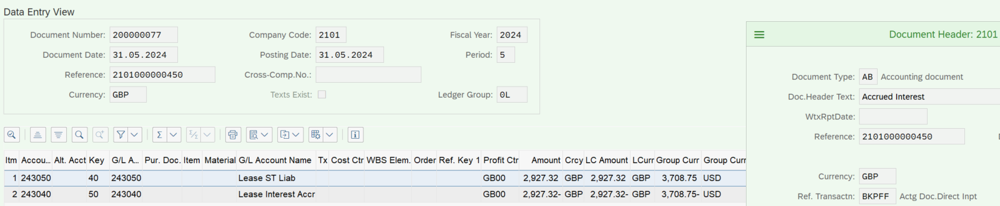 Data Entry View
Document Number: 200000077 Company Code: 2101 Fiscal Year: 2024
Document Date: 31.05.2024 Posting Date: 31.05.2024 Period: 5
Reference: 2101000000450 Cross-Comp.No.:
Currency: GBP Texts Exist: Ledger Group: 0L
Itm Accou... Alt. Acct Key G/L A... Pur. Doc. Item Material G/L Account Name Tx Cost Ctr WBS Elem. Order Ref. Key 1 Profit Ctr Amount Crcy LC Amount LCurr Group Curr Group Curr
1 243050 40 243050 Lease ST Liab GB00 2,927.32 GBP 2,927.32 GBP 3,708.75 USD
2 243040 50 243040 Lease Interest Accr GB00 2,927.32- GBP 2,927.32- GBP 3,708.75- USD
Document Header: 2101
Document Type: AB Accounting document
Doc.Header Text: Accrued Interest
WtxRptDate:
Reference: 2101000000450
Currency: GBP
Ref. Transactn: BKPFF Actg Doc.Direct Inpt